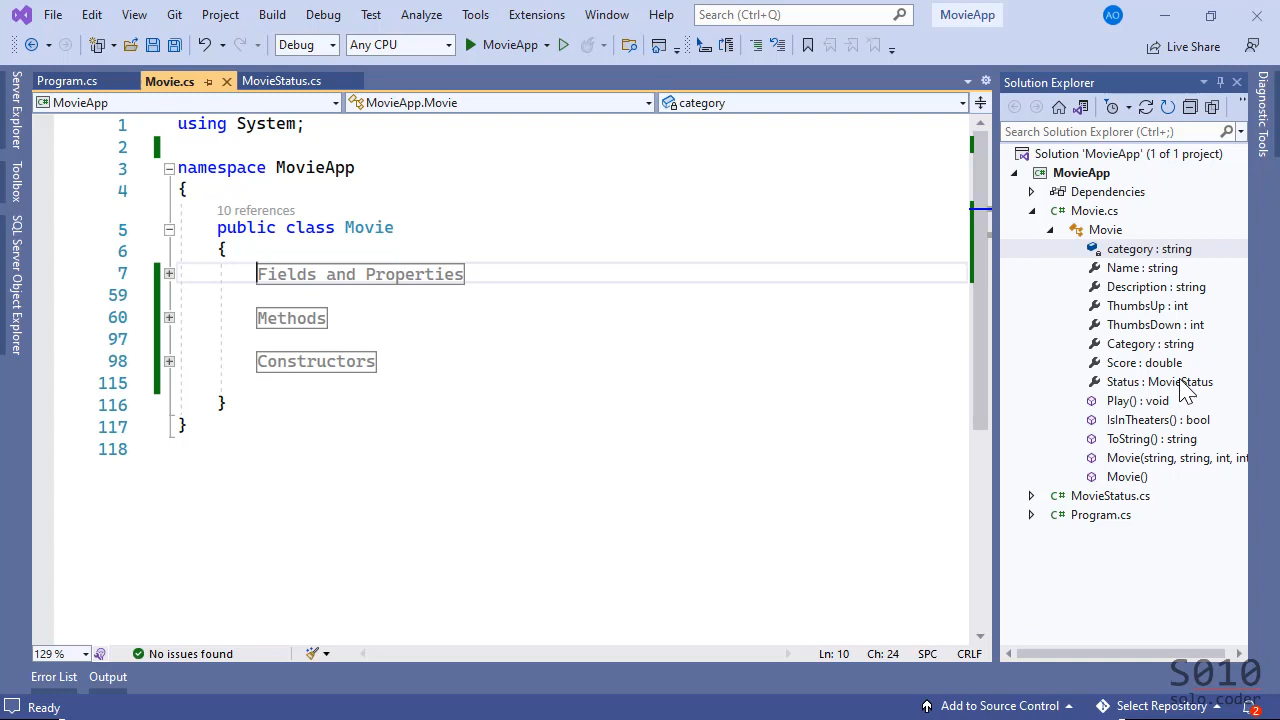 File Edit View Git Project Build Debug Test Analyze Tools Extensions Window Help Search (Ctrl+Q) MovieApp AO
Debug Any CPU MovieApp Live Share
Program.cs Movie.cs MovieStatus.cs
MovieApp MovieApp.Movie category
1 using System;
2
3 namespace MovieApp
4 {
10 references
5 public class Movie
6 {
7 Fields and Properties
59
60 Methods
97
98 Constructors
115
116 }
117 }
118
129 % No issues found Ln: 10 Ch: 24 SPC CRLF
Server Explorer
Toolbox
SQL Server Object Explorer
Solution Explorer
Search Solution Explorer (Ctrl+;)
Solution 'MovieApp' (1 of 1 project)
C# MovieApp
Dependencies
C# Movie.cs
Movie
category : string
Name : string
Description : string
ThumbsUp : int
ThumbsDown : int
Category : string
Score : double
Status : MovieStatus
Play() : void
IsInTheaters() : bool
ToString() : string
Movie(string, string, int, int
Movie()
C# MovieStatus.cs
C# Program.cs
Diagnostic Tools
S010
solo.coder
Error List Output
Ready Add to Source Control Select Repository 2